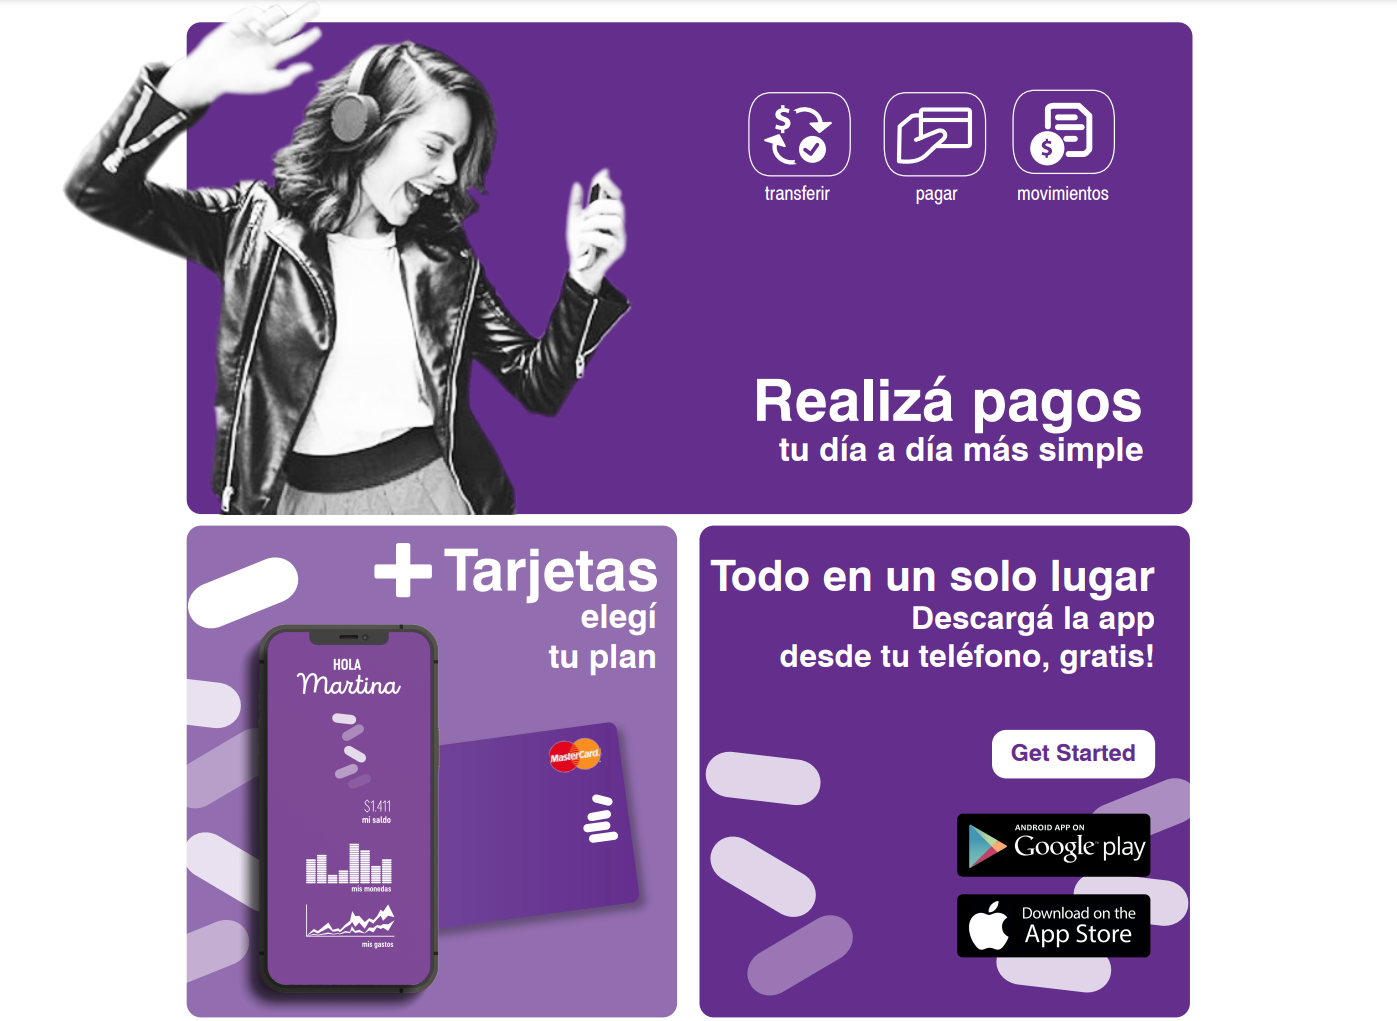 transferir
pagar
movimientos
Realizá pagos
tu día a día más simple
+ Tarjetas
elegí
tu plan
HOLA
Martina
$1.411
mi saldo
mis monedas
mis gastos
MasterCard
Todo en un solo lugar
Descargá la app
desde tu teléfono, gratis!
Get Started
ANDROID APP ON
Google play
Download on the
App Store